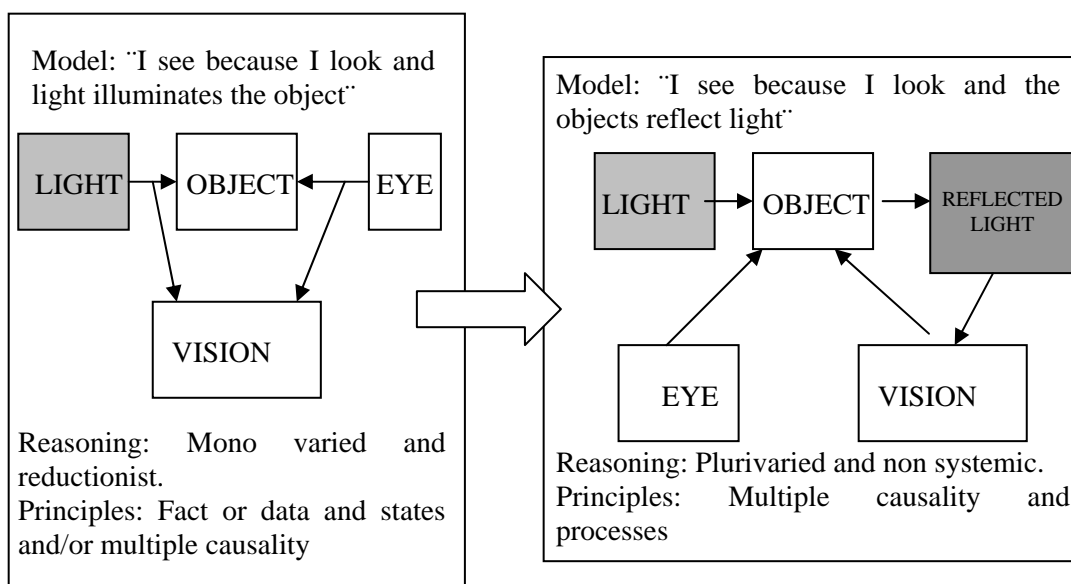 Model: ¨I see because I look and
light illuminates the object¨
LIGHT
OBJECT
EYE
VISION
Reasoning: Mono varied and
reductionist.
Principles: Fact or data and states
and/or multiple causality
Model: ¨I see because I look and the
objects reflect light¨
LIGHT
OBJECT
REFLECTED
LIGHT
EYE
VISION
Reasoning: Plurivaried and non systemic.
Principles: Multiple causality and
processes